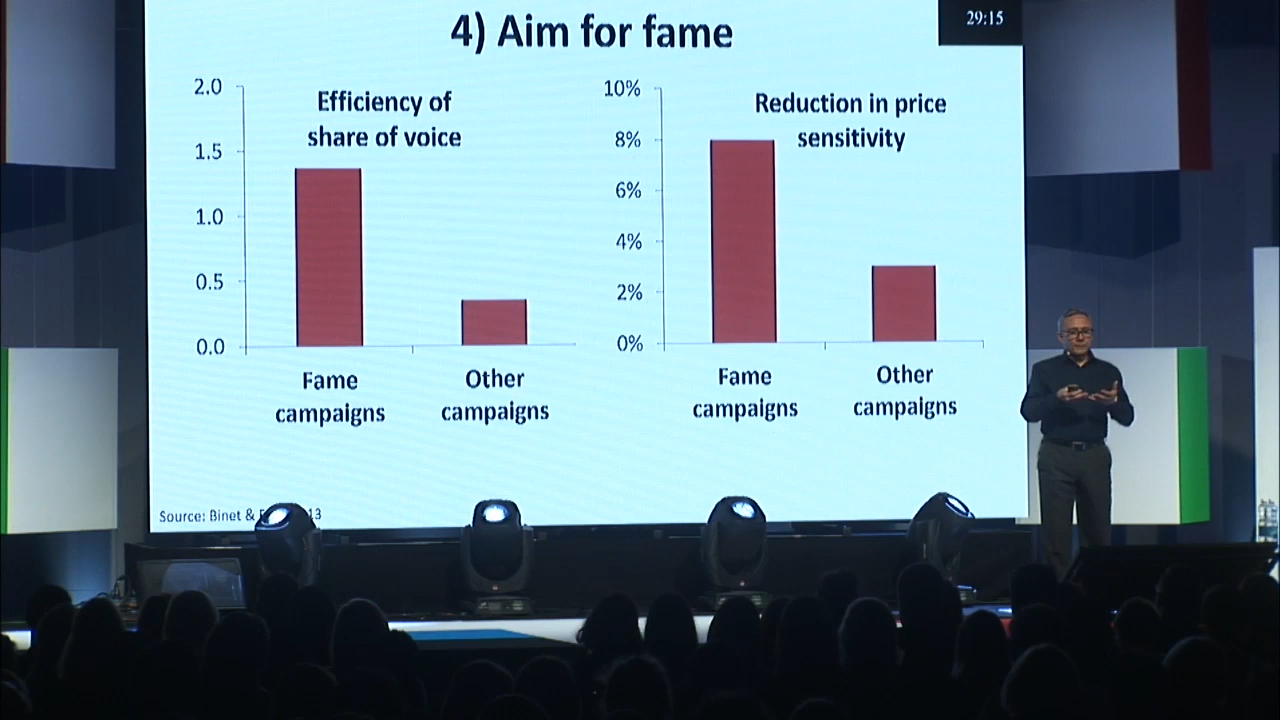 4) Aim for fame
29:15
Efficiency of
share of voice
2.0
1.5
1.0
0.5
0.0
Fame
campaigns
Other
campaigns
Reduction in price
sensitivity
10%
8%
6%
4%
2%
0%
Fame
campaigns
Other
campaigns
Source: Binet & 13